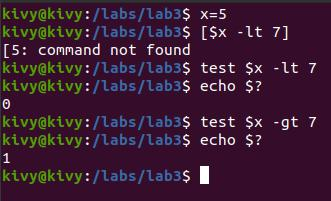 kivy@kivy:/labs/lab3$ x=5
kivy@kivy:/labs/lab3$ [$x -lt 7]
[5: command not found
kivy@kivy:/labs/lab3$ test $x -lt 7
kivy@kivy:/labs/lab3$ echo $?
0
kivy@kivy:/labs/lab3$ test $x -gt 7
kivy@kivy:/labs/lab3$ echo $?
1
kivy@kivy:/labs/lab3$